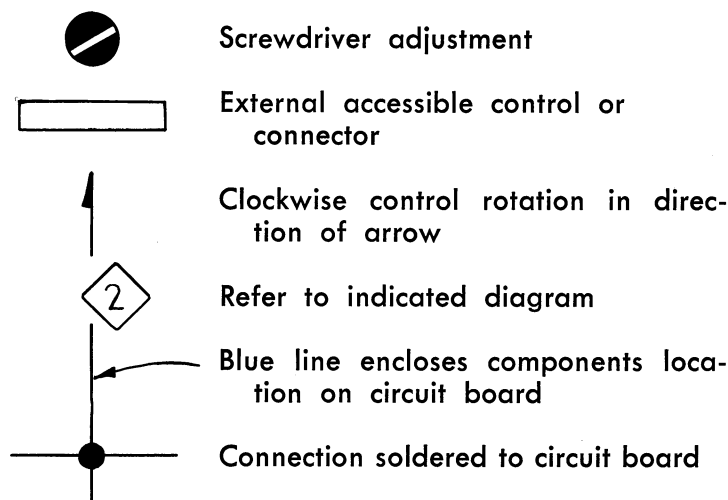 Screwdriver adjustment
External accessible control or
connector
Clockwise control rotation in direc-
tion of arrow
2
Refer to indicated diagram
Blue line encloses components loca-
tion on circuit board
Connection soldered to circuit board